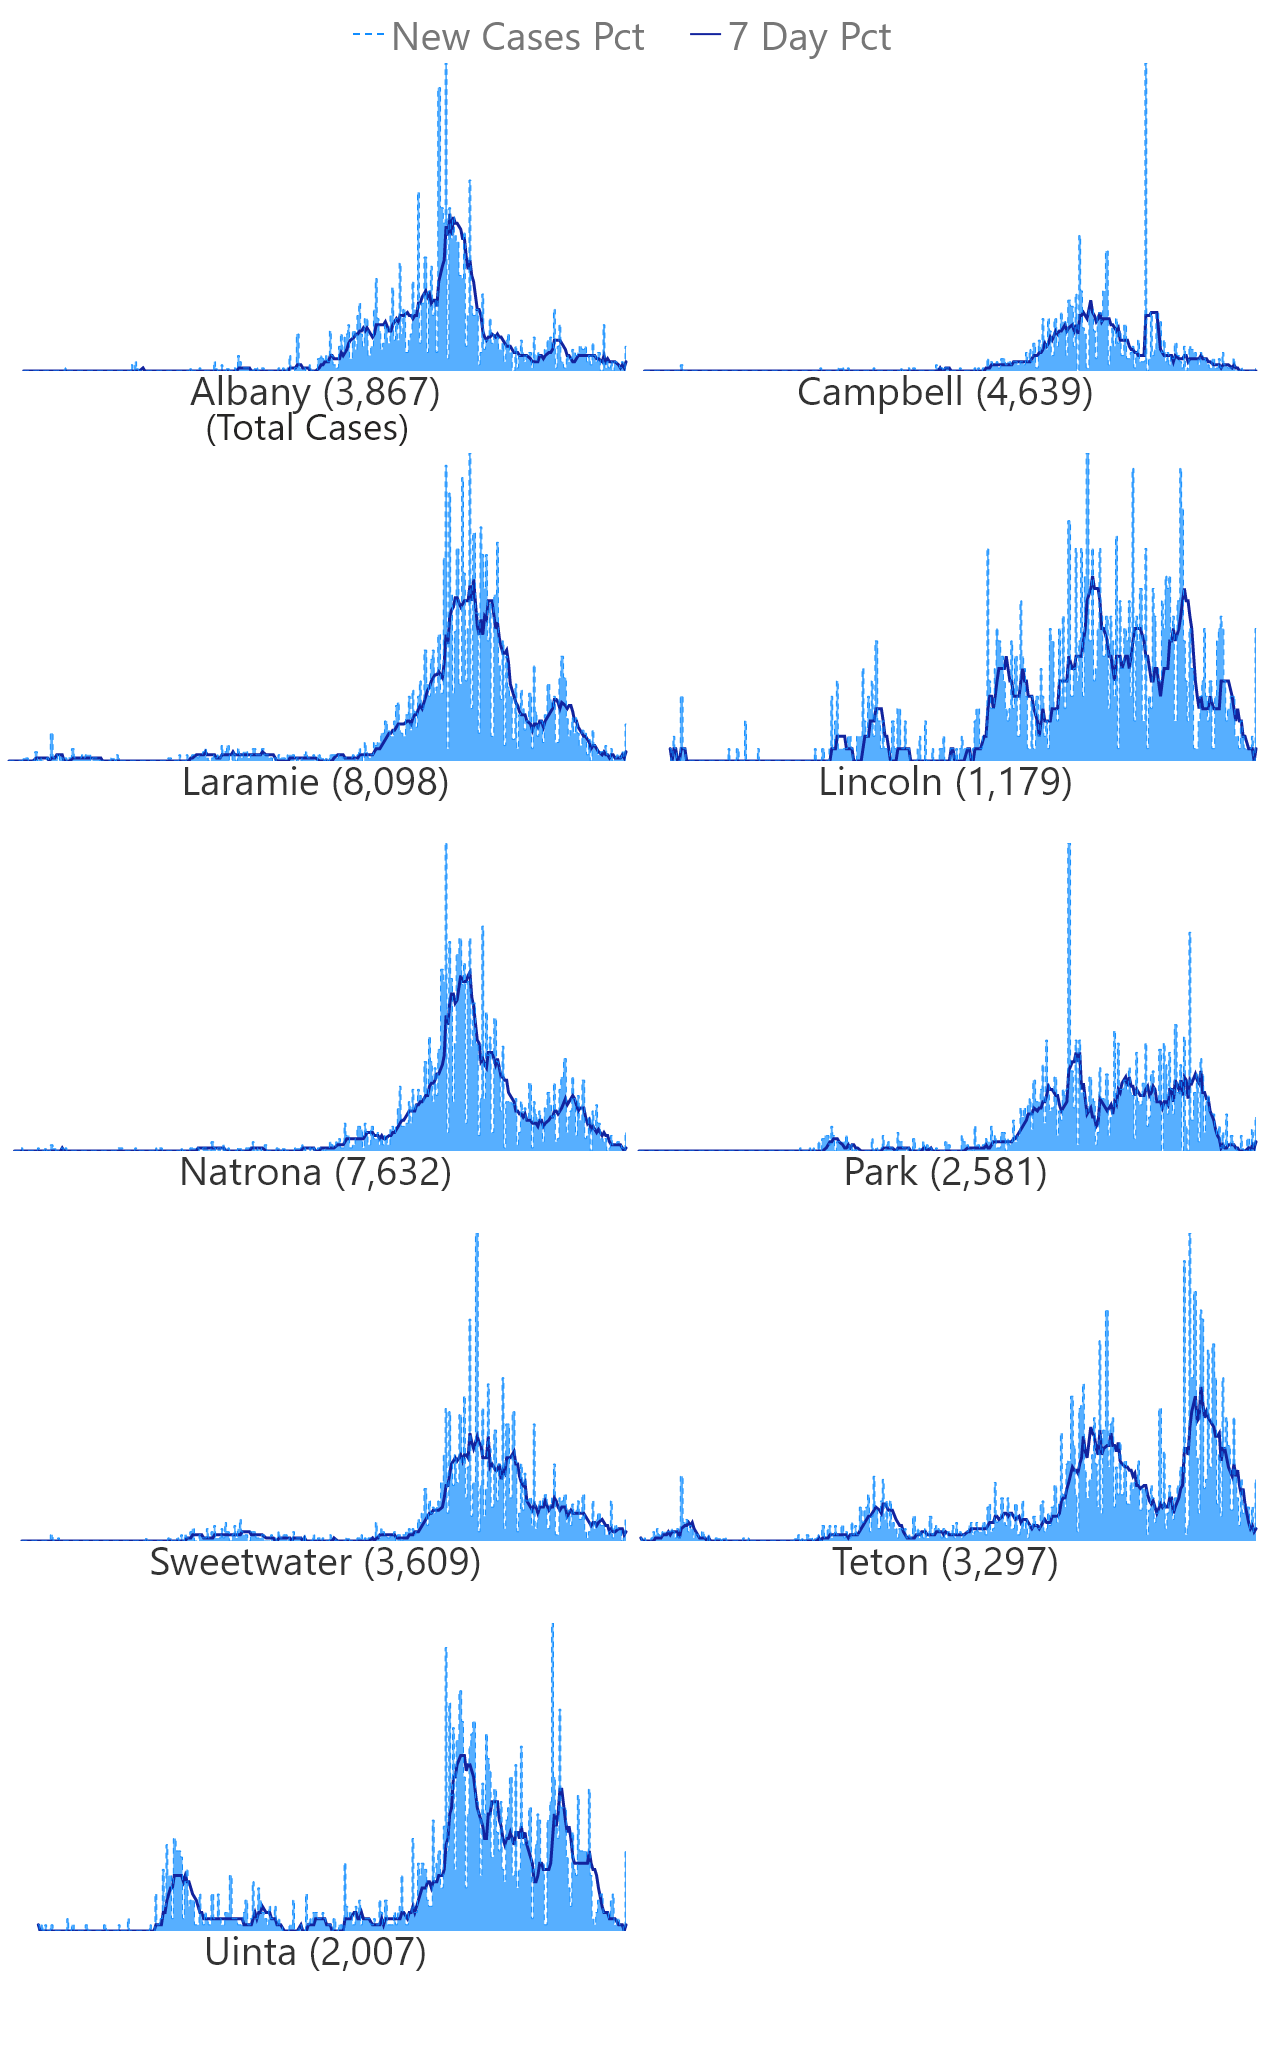 New Cases Pct 7 Day Pct
Albany (3,867) Campbell (4,639)
(Total Cases)
Laramie (8,098) Lincoln (1,179)
Natrona (7,632) Park (2,581)
Sweetwater (3,609) Teton (3,297)
Uinta (2,007)